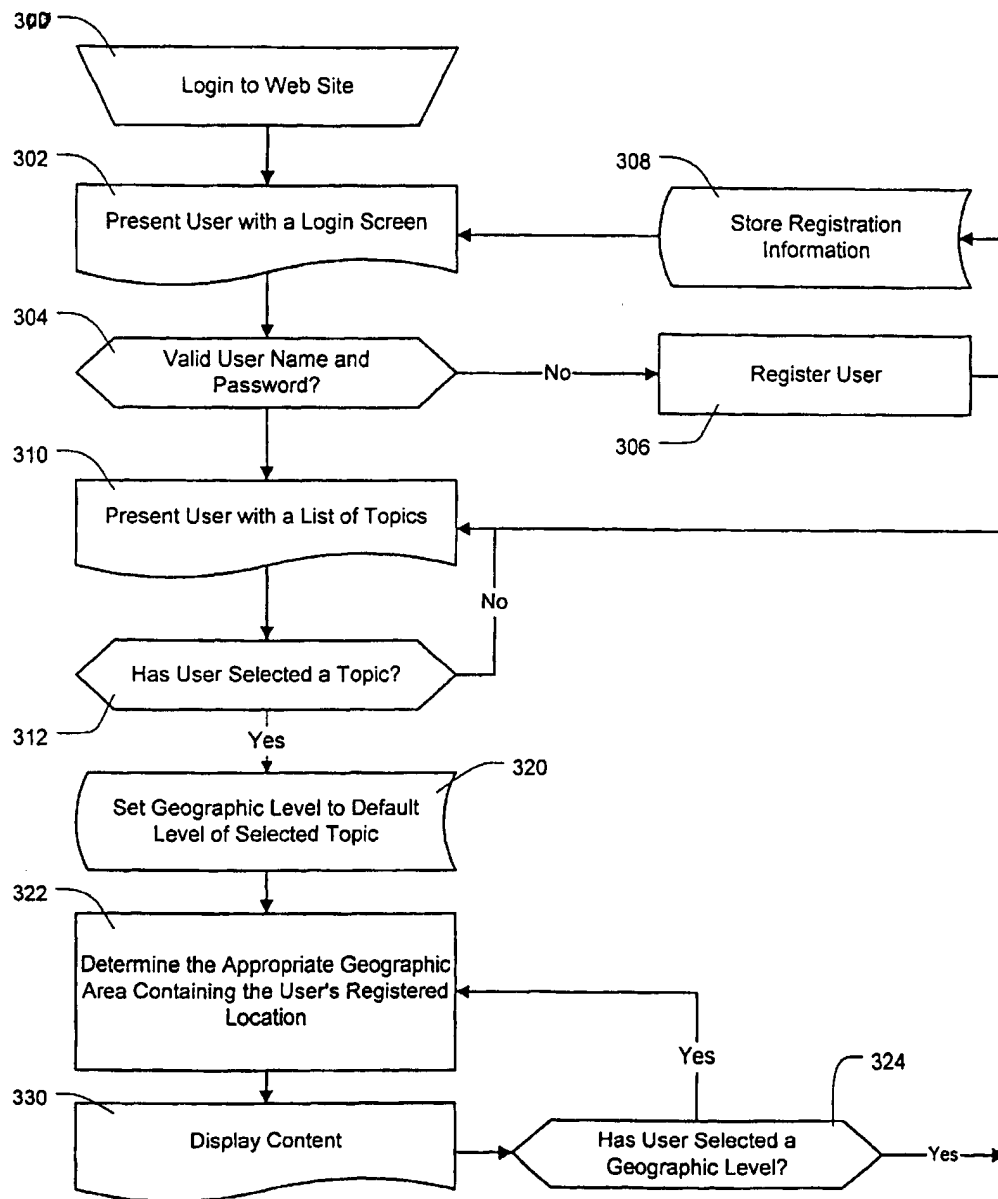 300
Login to Web Site
302
Present User with a Login Screen
308
Store Registration
Information
304
Valid User Name and
Password?
No
Register User
306
310
Present User with a List of Topics
No
Has User Selected a Topic?
312
Yes
320
Set Geographic Level to Default
Level of Selected Topic
322
Determine the Appropriate Geographic
Area Containing the User's Registered
Location
Yes
324
330
Display Content
Has User Selected a
Geographic Level?
Yes